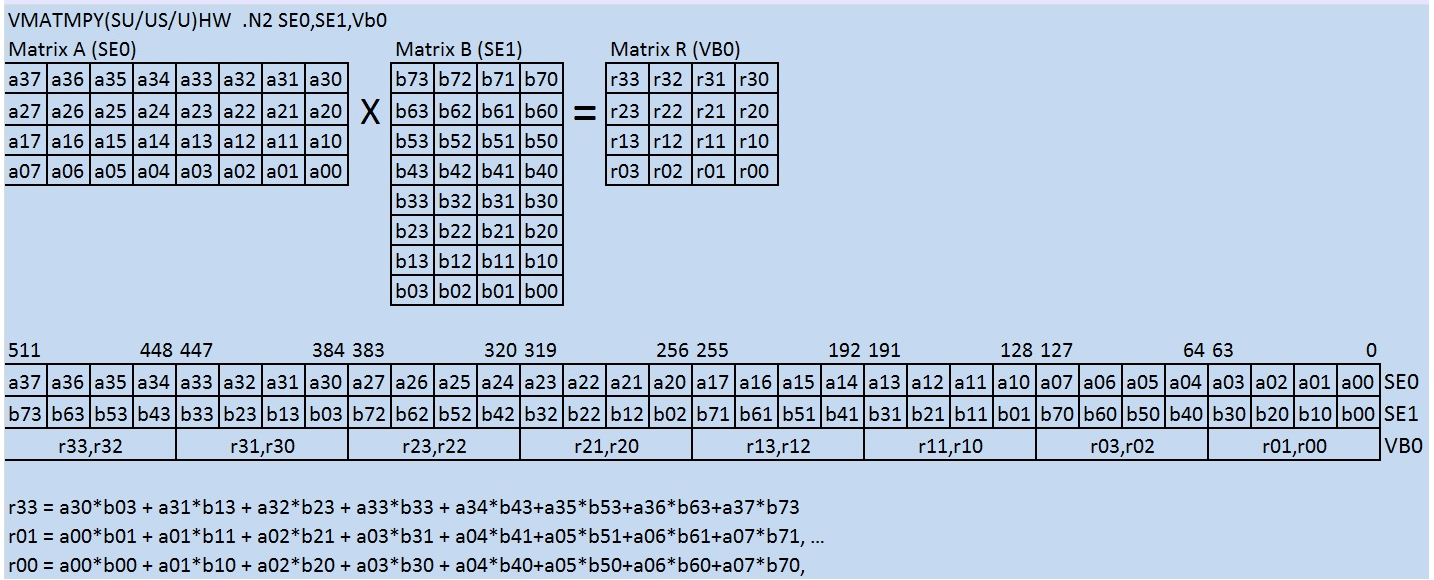 VMATMPY(SU/US/U)HW .N2 SE0,SE1,Vb0
Matrix A (SE0) Matrix B (SE1) Matrix R (VB0)
a37 a36 a35 a34 a33 a32 a31 a30 b73 b72 b71 b70 r33 r32 r31 r30
a27 a26 a25 a24 a23 a22 a21 a20 X b63 b62 b61 b60 = r23 r22 r21 r20
a17 a16 a15 a14 a13 a12 a11 a10 b53 b52 b51 b50 r13 r12 r11 r10
a07 a06 a05 a04 a03 a02 a01 a00 b43 b42 b41 b40 r03 r02 r01 r00
b33 b32 b31 b30
b23 b22 b21 b20
b13 b12 b11 b10
b03 b02 b01 b00
511 448 447 384 383 320 319 256 255 192 191 128 127 64 63 0
a37 a36 a35 a34 a33 a32 a31 a30 a27 a26 a25 a24 a23 a22 a21 a20 a17 a16 a15 a14 a13 a12 a11 a10 a07 a06 a05 a04 a03 a02 a01 a00 SE0
b73 b63 b53 b43 b33 b23 b13 b03 b72 b62 b52 b42 b32 b22 b12 b02 b71 b61 b51 b41 b31 b21 b11 b01 b70 b60 b50 b40 b30 b20 b10 b00 SE1
r33,r32 r31,r30 r23,r22 r21,r20 r13,r12 r11,r10 r03,r02 r01,r00 VB0
r33 = a30*b03 + a31*b13 + a32*b23 + a33*b33 + a34*b43+a35*b53+a36*b63+a37*b73
r01 = a00*b01 + a01*b11 + a02*b21 + a03*b31 + a04*b41+a05*b51+a06*b61+a07*b71, ...
r00 = a00*b00 + a01*b10 + a02*b20 + a03*b30 + a04*b40+a05*b50+a06*b60+a07*b70,